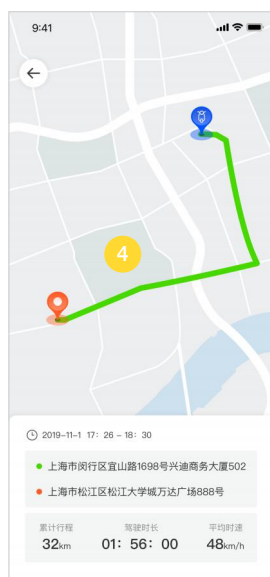 9:41
4
2019-11-1 17: 26 - 18: 30
上海市闵行区宜山路1698号兴迪商务大厦502
上海市松江区松江大学城万达广场888号
累计行程 驾驶时长 平均时速
32km 01: 56: 00 48km/h